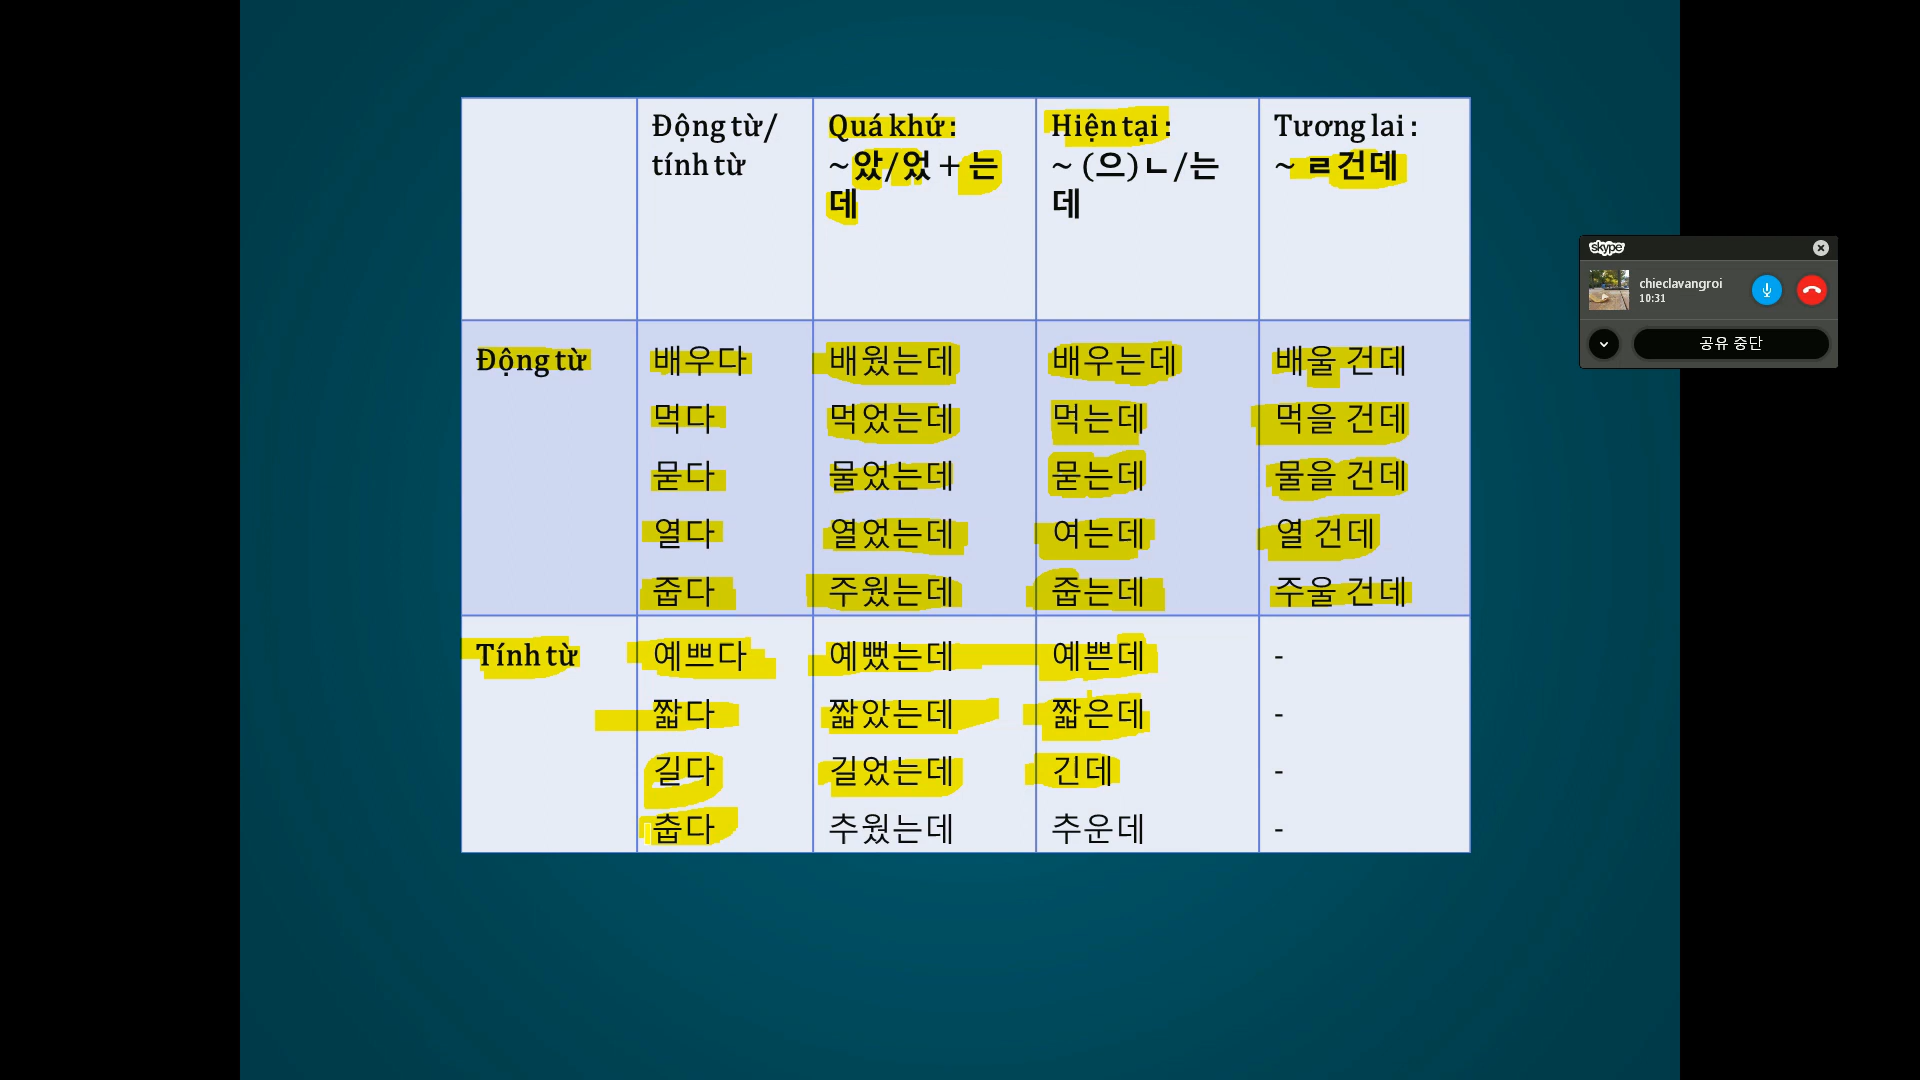 Động từ/
tính từ
Quá khứ:
~았/었 + 는
데
Hiện tại:
~ (으)ㄴ/는
데
Tương lai :
~ ㄹ건데
Động từ
배우다
배웠는데
배우는데
배울 건데
먹다
먹었는데
먹는데
먹을 건데
묻다
물었는데
묻는데
물을 건데
열다
열었는데
여는데
열 건데
줍다
주웠는데
줍는데
주울 건데
Tính từ
예쁘다
예뻤는데
예쁜데
-
짧다
짧았는데
짧은데
-
길다
길었는데
긴데
-
춥다
추웠는데
추운데
-
skype
chieclavangroi
10:31
공유 중단